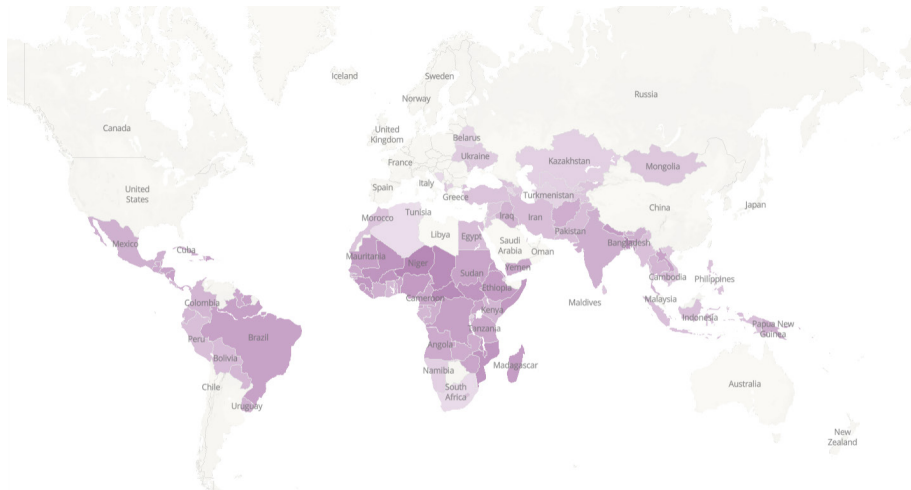 Iceland
Sweden
Norway
Russia
Canada
United
Kingdom
Belarus
Ukraine
France
Kazakhstan
Mongolia
United
States
Spain
Italy
Greece
Turkmenistan
China
Japan
Morocco
Tunisia
Libya
Egypt
Iraq
Iran
Pakistan
Saudi
Arabia
Oman
Bangladesh
Mexico
Cuba
Mauritania
Niger
Sudan
Yemen
Ethiopia
Cambodia
Philippines
Colombia
Cameroon
Kenya
Maldives
Malaysia
Indonesia
Papua New
Guinea
Tanzania
Peru
Brazil
Angola
Bolivia
Namibia
Madagascar
Chile
South
Africa
Australia
Uruguay
New
Zealand